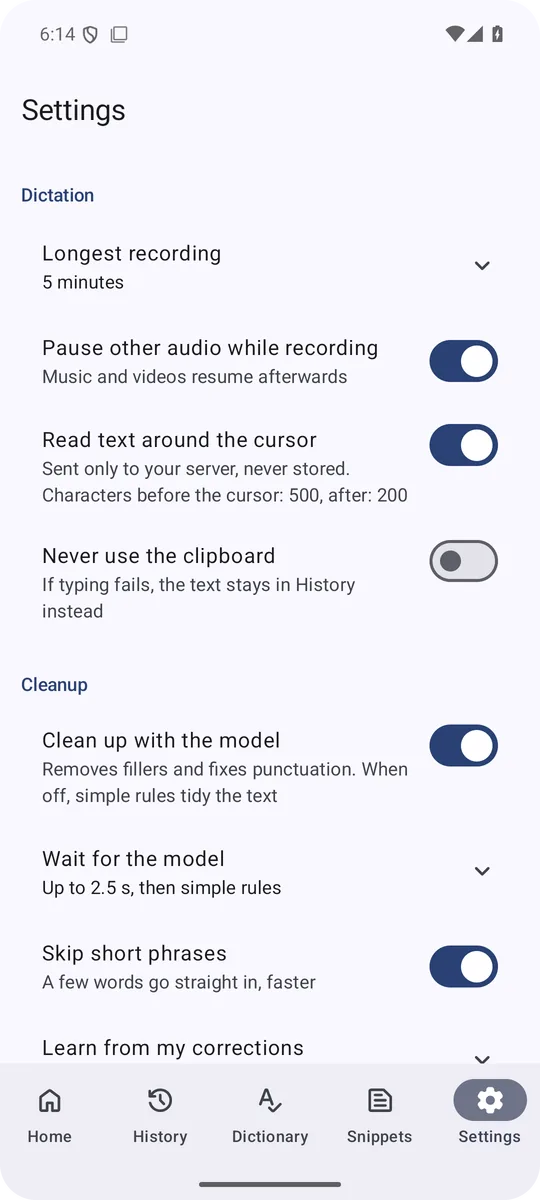 6:14
Settings
Dictation
Longest recording
5 minutes
Pause other audio while recording
Music and videos resume afterwards
Read text around the cursor
Sent only to your server, never stored.
Characters before the cursor: 500, after: 200
Never use the clipboard
If typing fails, the text stays in History
instead
Cleanup
Clean up with the model
Removes fillers and fixes punctuation. When
off, simple rules tidy the text
Wait for the model
Up to 2.5 s, then simple rules
Skip short phrases
A few words go straight in, faster
Learn from my corrections
Home
History
Dictionary
Snippets
Settings